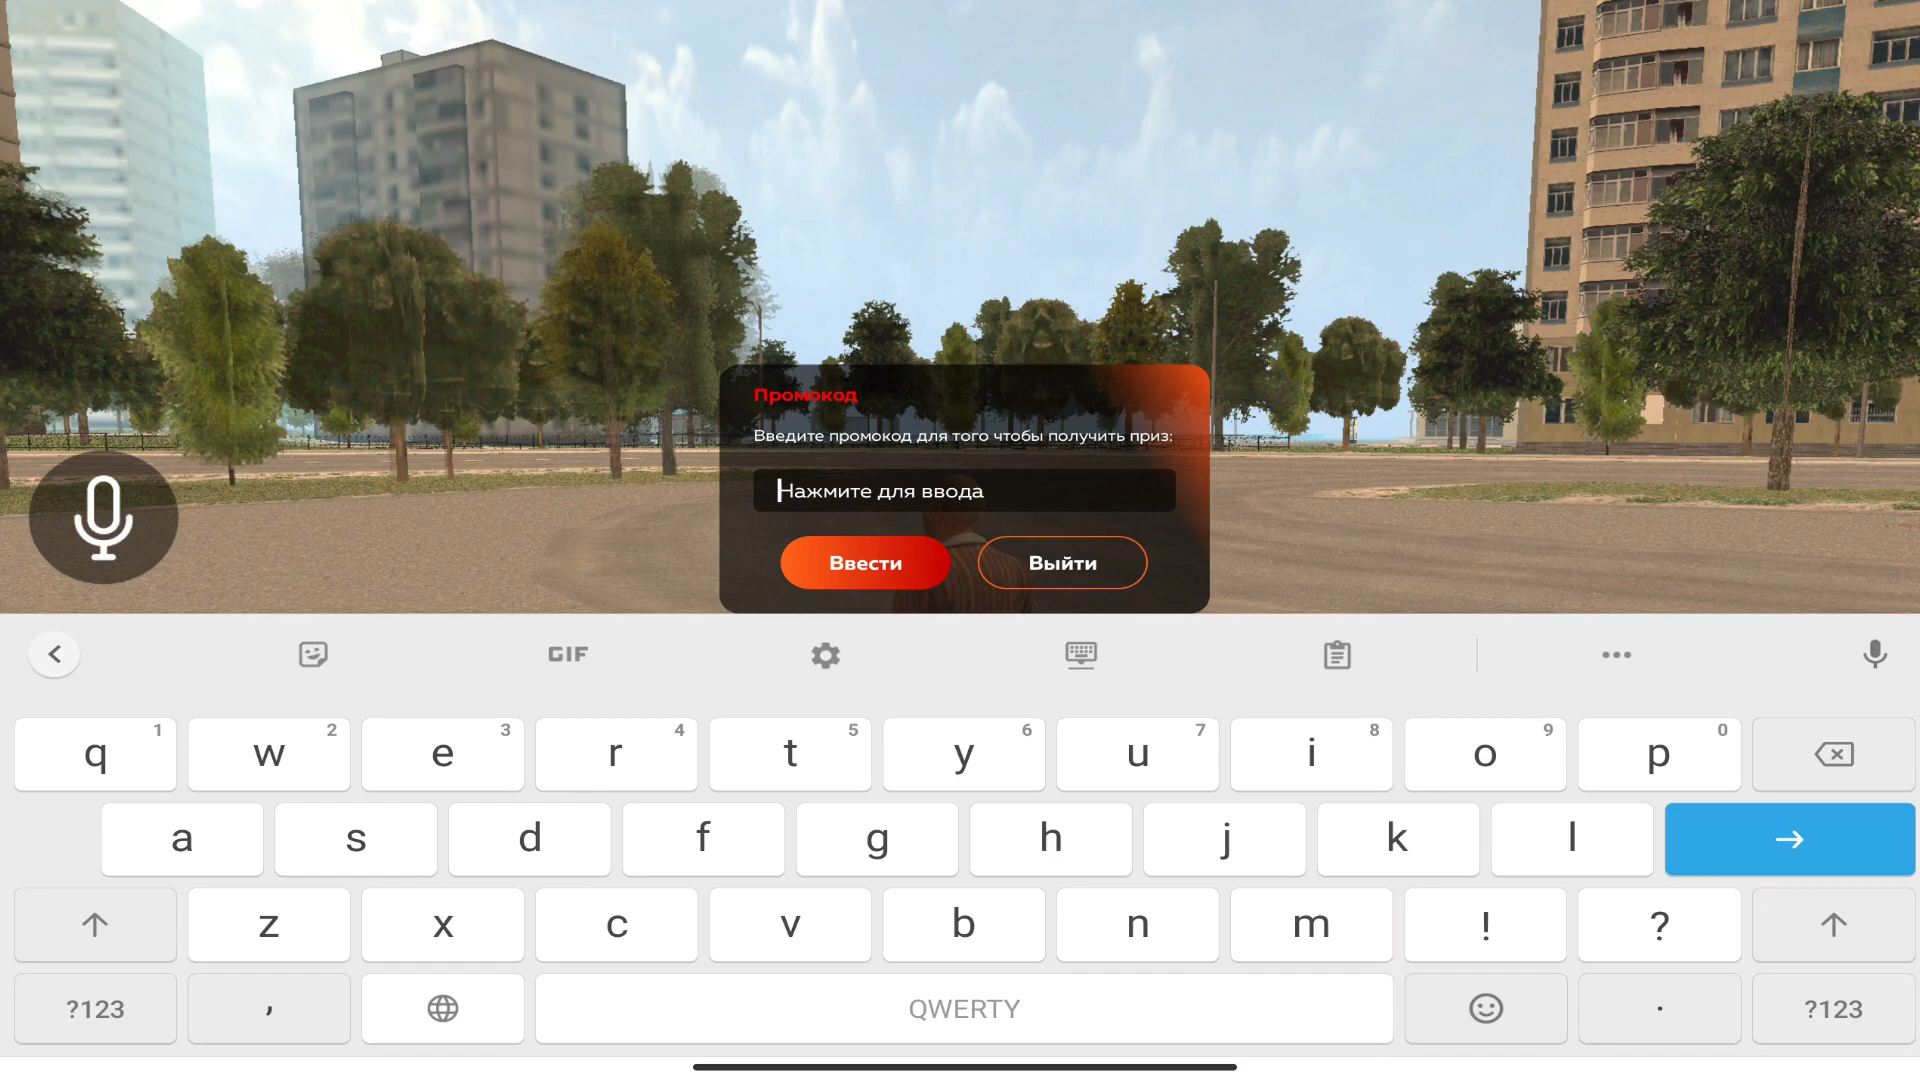 Промокод
Введите промокод для того чтобы получить приз:
Нажмите для ввода
Ввести Выйти
GIF
q 1 w 2 e 3 r 4 t 5 y 6 u 7 i 8 o 9 p 0
a s d f g h j k l
z x c v b n m ! ?
?123 , QWERTY . ?123